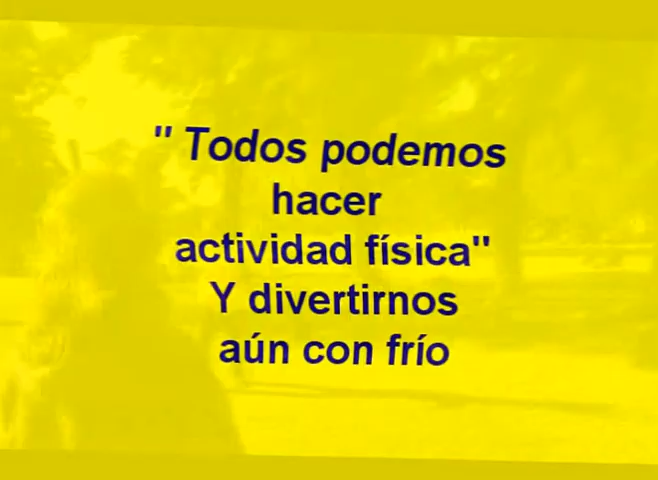 " Todos podemos
hacer
actividad física"
Y divertirnos
aún con frío